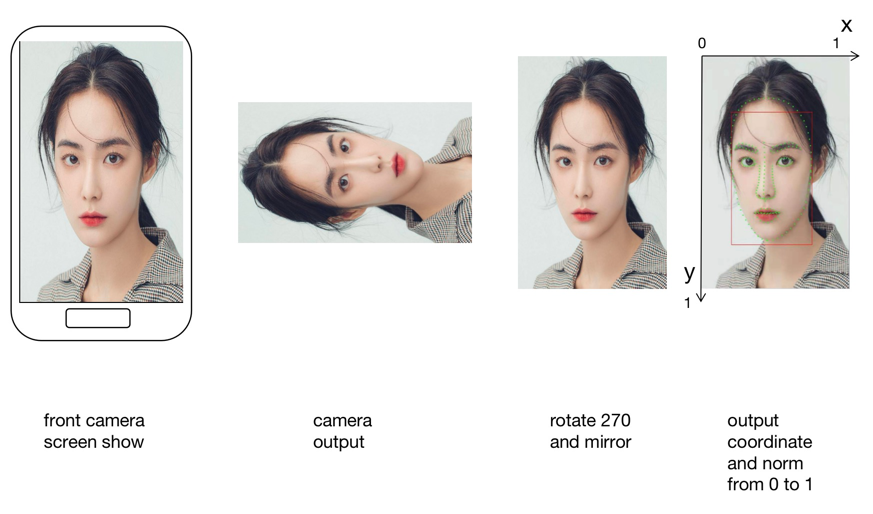 x
0
1
y
1
front camera
screen show
camera
output
rotate 270
and mirror
output
coordinate
and norm
from 0 to 1